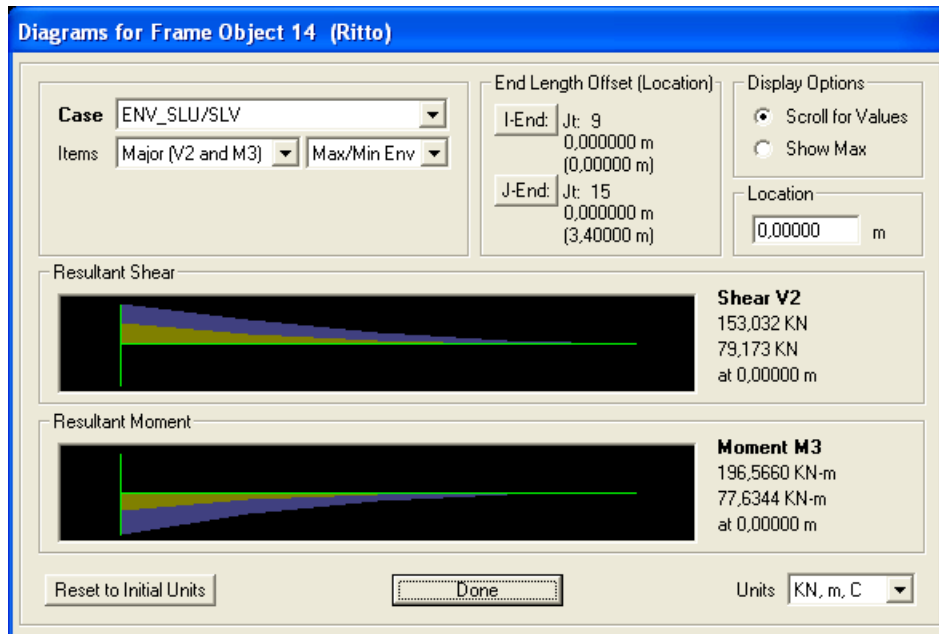 Diagrams for Frame Object 14 (Ritto)
Case ENV_SLU/SLV
Items Major (V2 and M3) Max/Min Env
End Length Offset (Location)
I-End: Jt: 9
0,000000 m
(0,00000 m)
J-End: Jt: 15
0,000000 m
(3,40000 m)
Display Options
Scroll for Values
Show Max
Location
0,00000 m
Resultant Shear
Shear V2
153,032 KN
79,173 KN
at 0,00000 m
Resultant Moment
Moment M3
196,5660 KN-m
77,6344 KN-m
at 0,00000 m
Reset to Initial Units
Done
Units KN, m, C